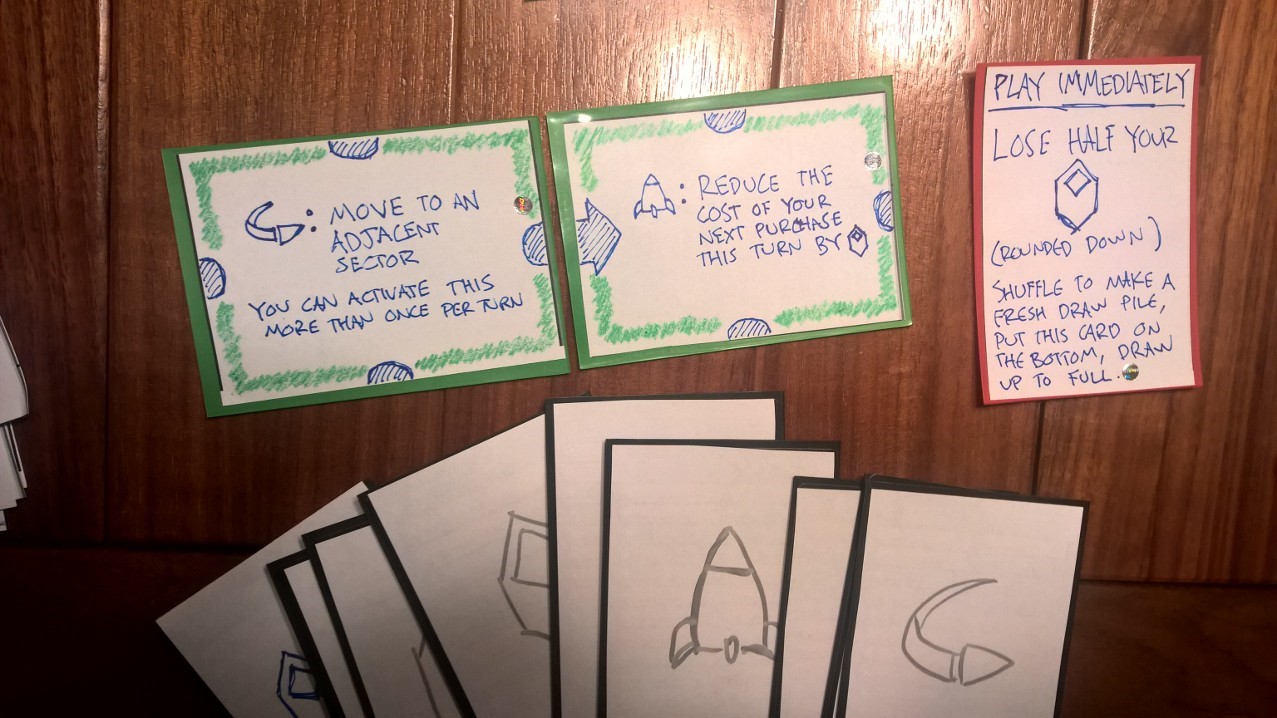 : MOVE TO AN
ADJACENT
SECTOR
YOU CAN ACTIVATE THIS
MORE THAN ONCE PER TURN
: REDUCE THE
COST OF YOUR
NEXT PURCHASE
THIS TURN BY
PLAY IMMEDIATELY
LOSE HALF YOUR
(ROUNDED DOWN)
SHUFFLE TO MAKE A
FRESH DRAW PILE,
PUT THIS CARD ON
THE BOTTOM, DRAW
UP TO FULL.